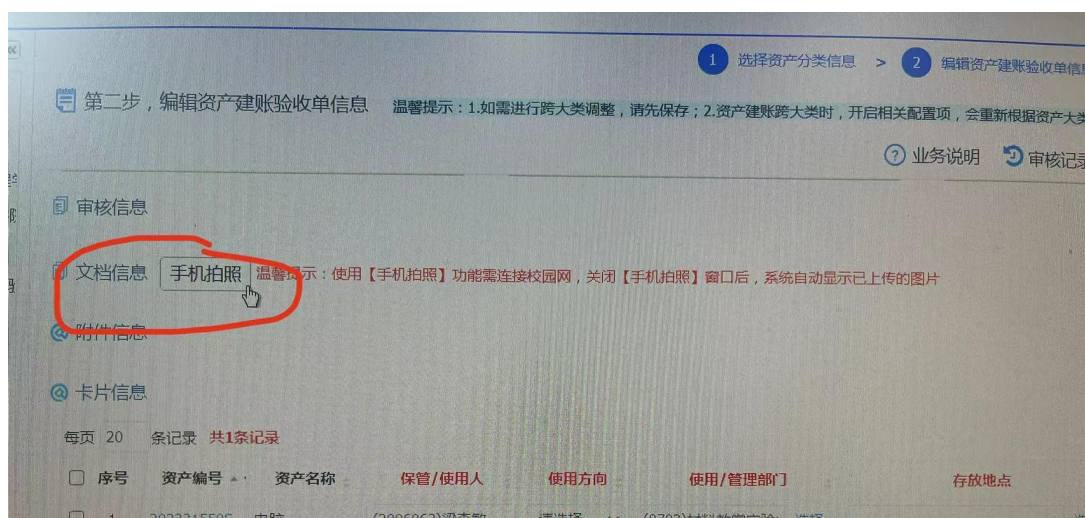 1 选择资产分类信息 > 2 编辑资产建账验收单信息
第二步，编辑资产建账验收单信息 温馨提示：1.如需进行跨大类调整，请先保存；2.资产建账跨大类时，开启相关配置项，会重新根据资产大类
? 业务说明 审核记录
审核信息
文档信息 手机拍照 温馨提示：使用【手机拍照】功能需连接校园网，关闭【手机拍照】窗口后，系统自动显示已上传的图片
@ 附件信息
@ 卡片信息
每页 20 条记录 共1条记录
序号 资产编号 资产名称 保管/使用人 使用方向 使用/管理部门 存放地点